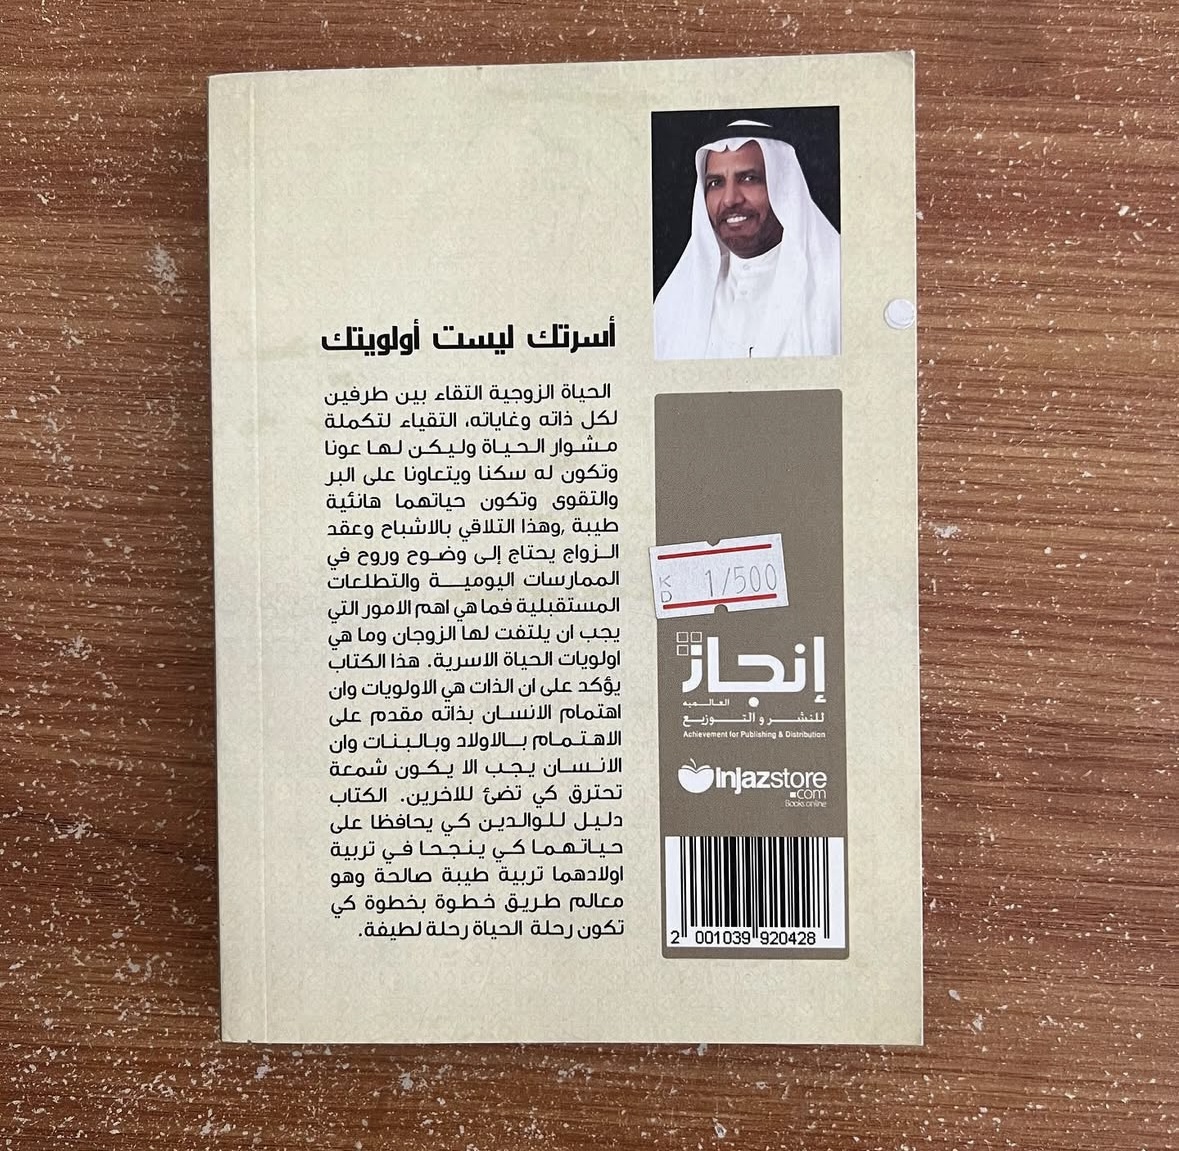 أسرتك ليست أولويتك
الحياة الزوجية التقاء بين طرفين
لكل ذاته وغاياته، التقياء لتكملة
مشوار الحياة وليكن لها عونا
وتكون له سكنا ويتعاونا على البر
والتقوى وتكون حياتهما هانئية
طيبة ,وهذا التلاقي بالاشباح وعقد
الزواج يحتاج إلى وضوح وروح في
الممارسات اليومية والتطلعات
المستقبلية فما هي اهم الامور التي
يجب ان يلتفت لها الزوجان وما هي
اولويات الحياة الاسرية. هذا الكتاب
يؤكد على ان الذات هي الاولويات وان
اهتمام الانسان بذاته مقدم على
الاهتمام بالاولاد وبالبنات وان
الانسان يجب الا يكون شمعة
تحترق كي تضئ للاخرين. الكتاب
دليل للوالدين كي يحافظا على
حياتهما كي ينجحا في تربية
اولادهما تربية طيبة صالحة وهو
معالم طريق خطوة بخطوة كي
تكون رحلة الحياة رحلة لطيفة.
KD 1/500
إنجاز
العالمية
للنشر والتوزيع
Achievement for Publishing & Distribution
Injazstore
.com
Books online
2 001039 920428